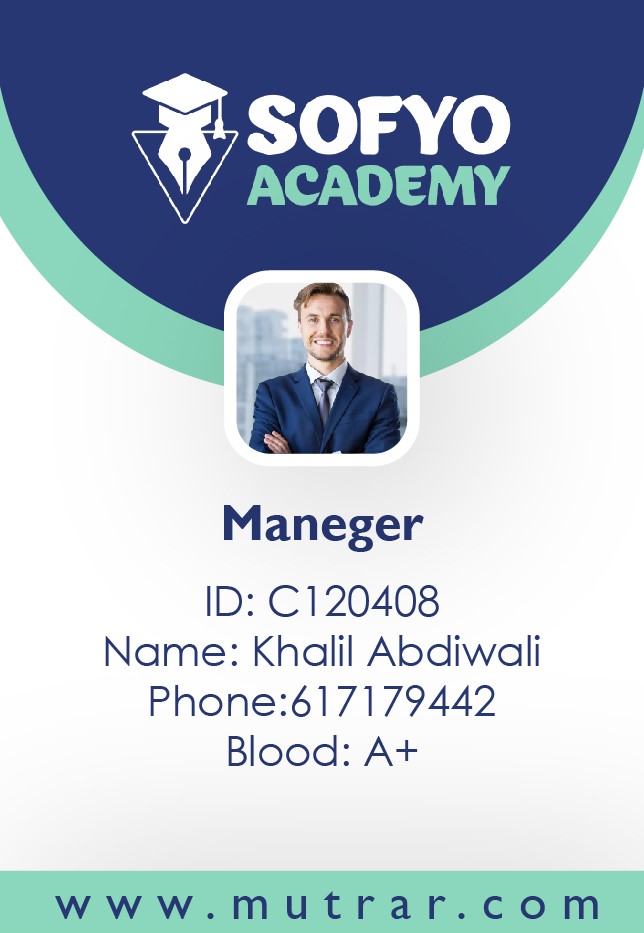 SOFYO
ACADEMY
Maneger
ID: C120408
Name: Khalil Abdiwali
Phone:617179442
Blood: A+
www.mutrar.com